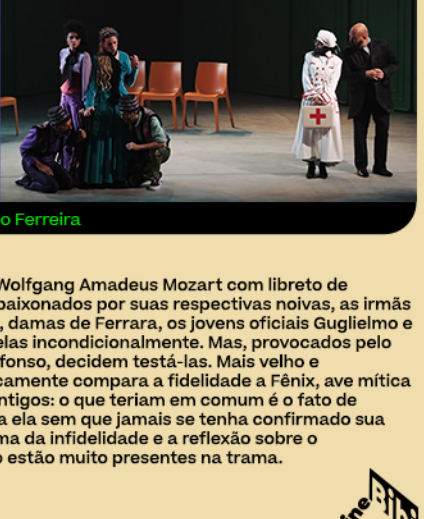 o Ferreira
Wolfgang Amadeus Mozart com libreto de
paixonados por suas respectivas noivas, as irmãs
, damas de Ferrara, os jovens oficiais Guglielmo e
elas incondicionalmente. Mas, provocados pelo
fonso, decidem testá-las. Mais velho e
camente compara a fidelidade a Fênix, ave mítica
ntigos: o que teriam em comum é o fato de
a ela sem que jamais se tenha confirmado sua
ma da infidelidade e a reflexão sobre o
o estão muito presentes na trama.
ine
Bibi